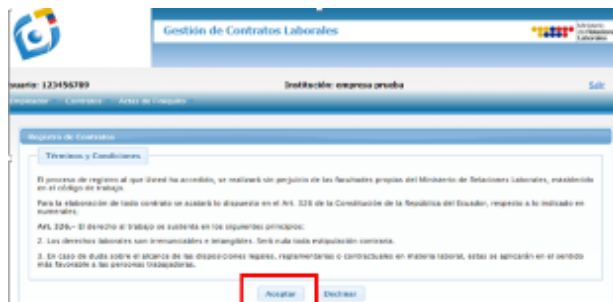 Gestión de Contratos Laborales
Ministerio de Relaciones Laborales
suario: 123456789 Institución: empresa prueba Salir
Empleador Contratos Actas de Finiquito
Registro de Contratos
Términos y Condiciones
El proceso de registro al que Usted ha accedido, se realizará sin perjuicio de las facultades propias del Ministerio de Relaciones Laborales, establecido
en el código de trabajo.
Para la elaboración de todo contrato se acatará lo dispuesto en el Art. 326 de la Constitución de la República del Ecuador, respecto a lo indicado en
numerales:
Art. 326.- El derecho al trabajo se sustenta en los siguientes principios:
2. Los derechos laborales son irrenunciables e intangibles. Será nula toda estipulación contraria.
3. En caso de duda sobre el alcance de las disposiciones legales, reglamentarias o contractuales en materia laboral, estas se aplicarán en el sentido
más favorable a las personas trabajadoras.
Aceptar Declinar